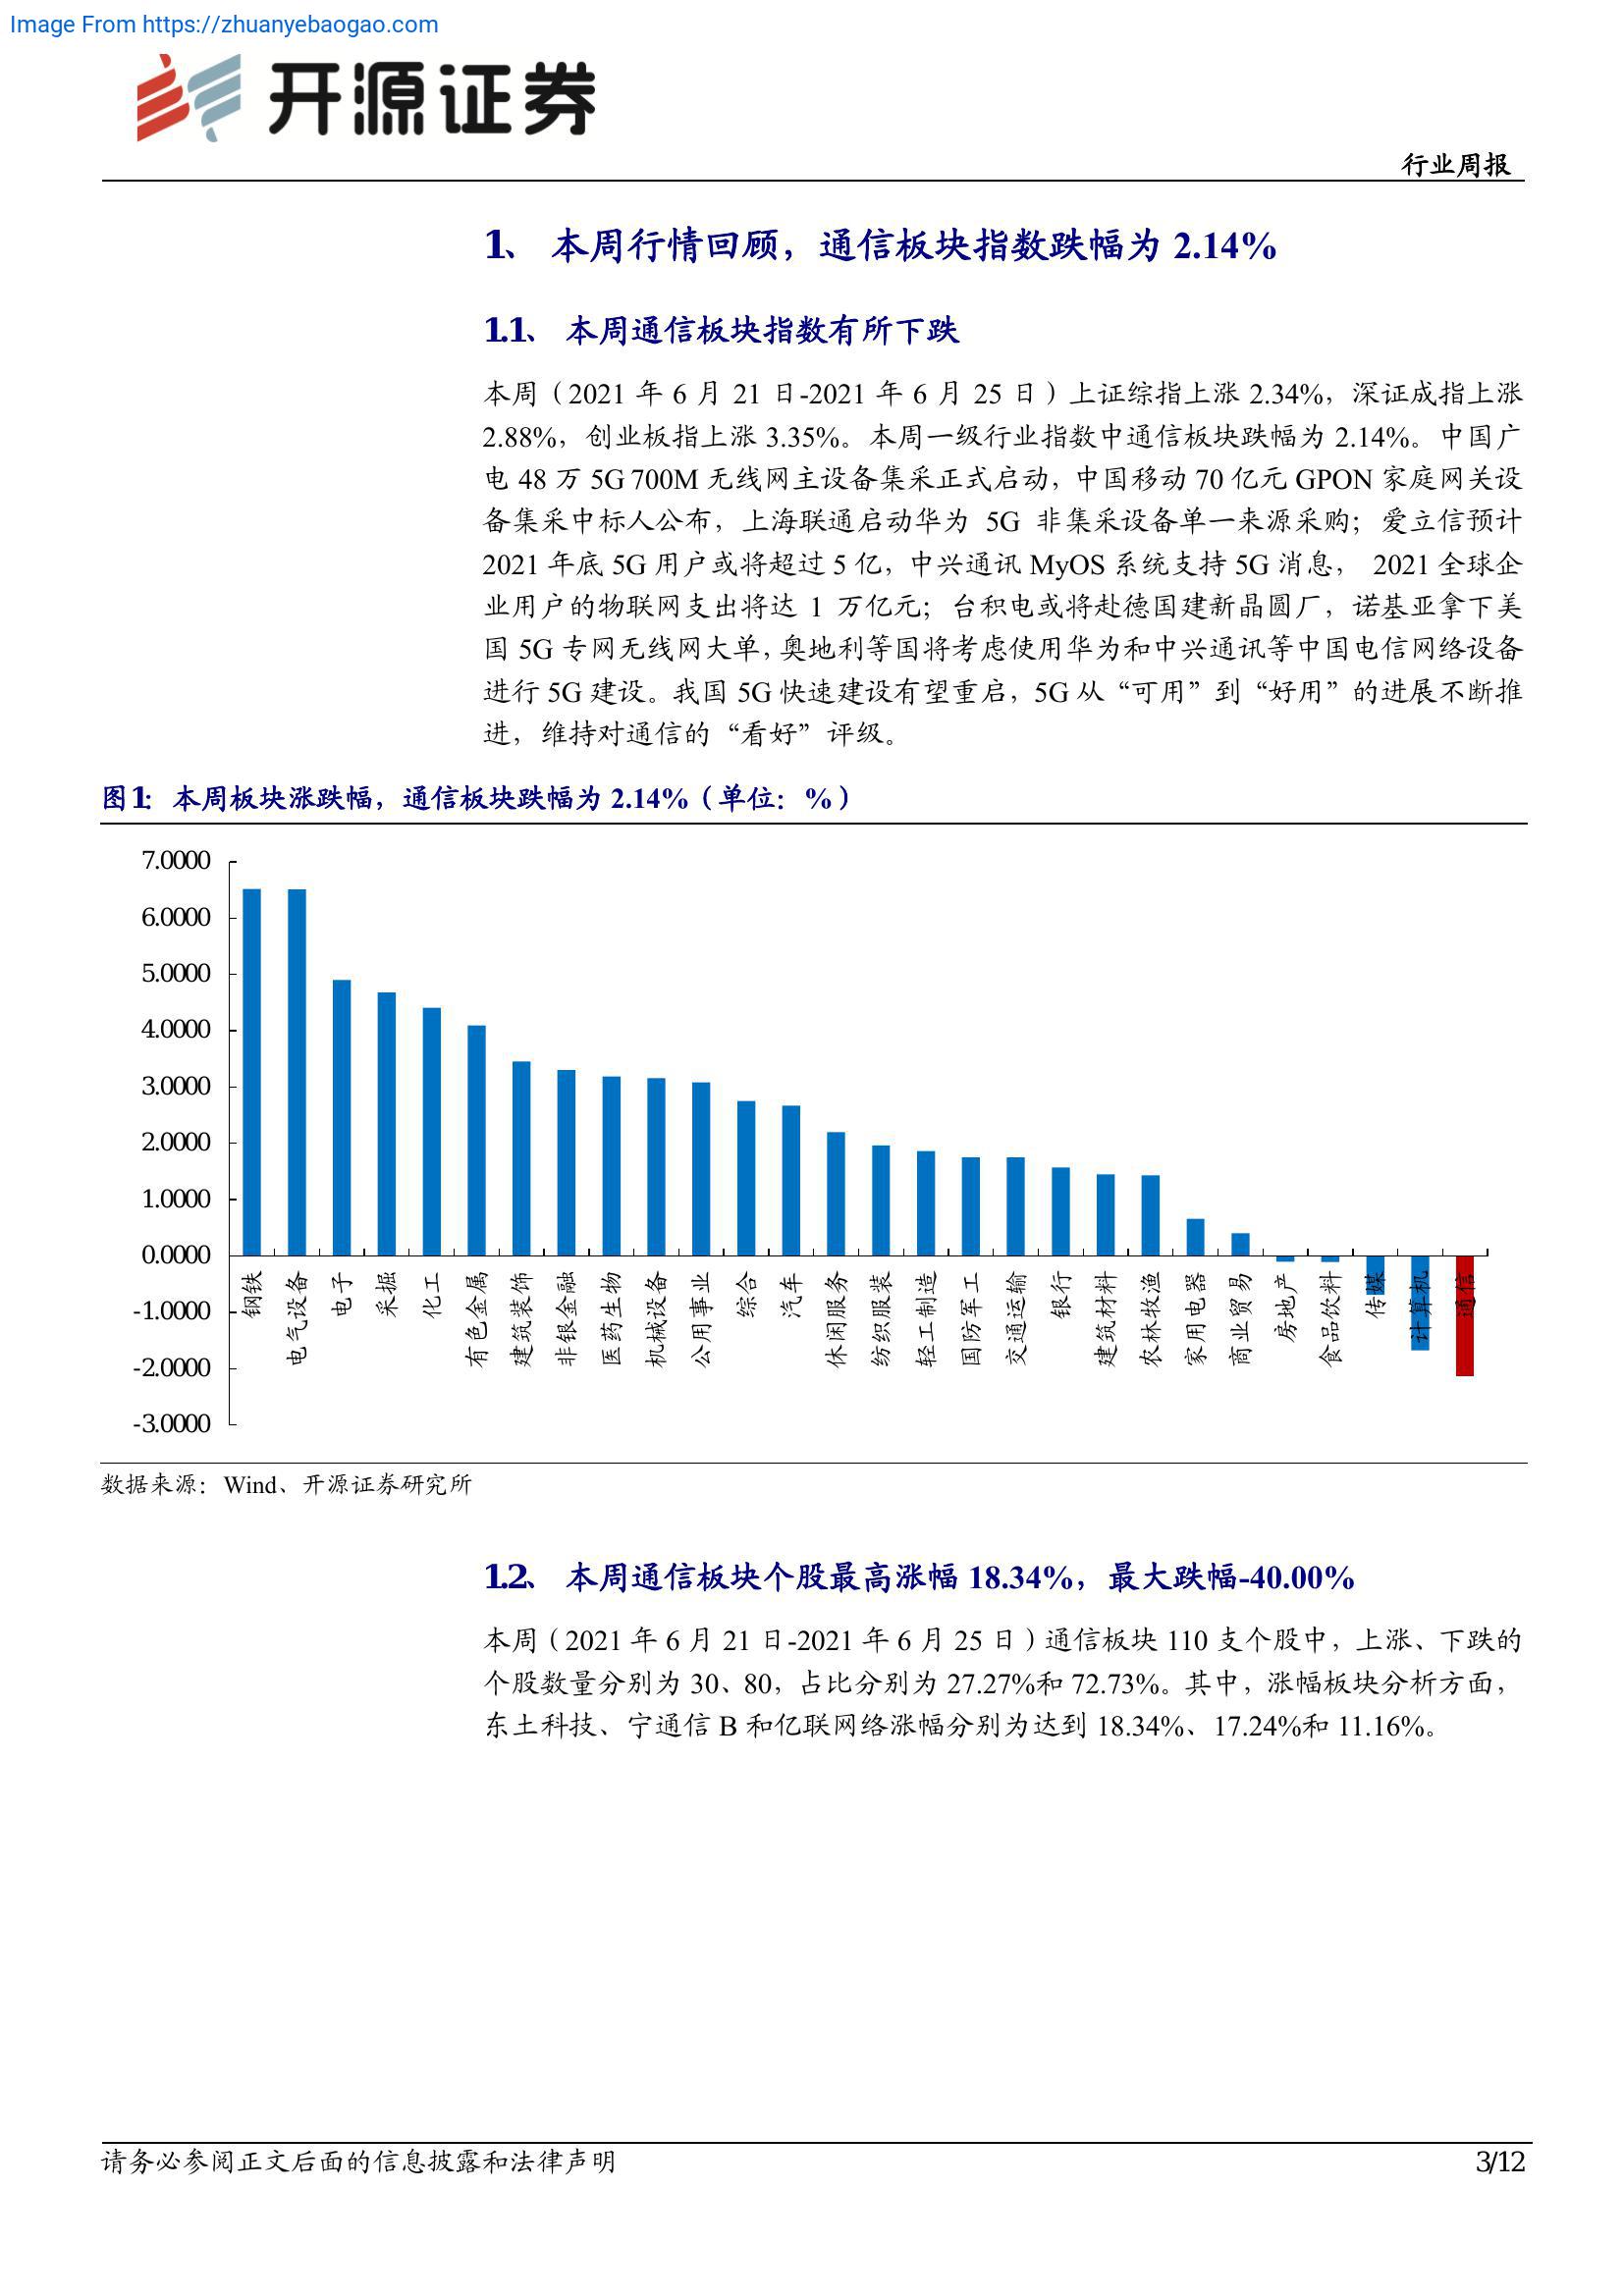 Image From https://zhuanyebaogao.com
开源证券
行业周报
1、 本周行情回顾，通信板块指数跌幅为 2.14%
1.1、 本周通信板块指数有所下跌
本周（2021 年 6 月 21 日-2021 年 6 月 25 日）上证综指上涨 2.34%，深证成指上涨
2.88%，创业板指上涨 3.35%。本周一级行业指数中通信板块跌幅为 2.14%。中国广
电 48 万 5G 700M 无线网主设备集采正式启动，中国移动 70 亿元 GPON 家庭网关设
备集采中标人公布，上海联通启动华为 5G 非集采设备单一来源采购；爱立信预计
2021 年底 5G 用户或将超过 5 亿，中兴通讯 MyOS 系统支持 5G 消息， 2021 全球企
业用户的物联网支出将达 1 万亿元；台积电或将赴德国建新晶圆厂，诺基亚拿下美
国 5G 专网无线网大单，奥地利等国将考虑使用华为和中兴通讯等中国电信网络设备
进行 5G 建设。我国 5G 快速建设有望重启，5G 从“可用”到“好用”的进展不断推
进，维持对通信的“看好”评级。
图1： 本周板块涨跌幅，通信板块跌幅为 2.14%（单位：%）
7.0000
6.0000
5.0000
4.0000
3.0000
2.0000
1.0000
0.0000
-1.0000
-2.0000
-3.0000
钢铁
电气设备
电子
采掘
化工
有色金属
建筑装饰
非银金融
医药生物
机械设备
公用事业
综合
汽车
休闲服务
纺织服装
轻工制造
国防军工
交通运输
银行
建筑材料
农林牧渔
家用电器
商业贸易
房地产
食品饮料
传媒
计算机
通信
数据来源：Wind、开源证券研究所
1.2、 本周通信板块个股最高涨幅 18.34%，最大跌幅-40.00%
本周（2021 年 6 月 21 日-2021 年 6 月 25 日）通信板块 110 支个股中，上涨、下跌的
个股数量分别为 30、80，占比分别为 27.27%和 72.73%。其中，涨幅板块分析方面，
东土科技、宁通信 B 和亿联网络涨幅分别为达到 18.34%、17.24%和 11.16%。
请务必参阅正文后面的信息披露和法律声明
3/12